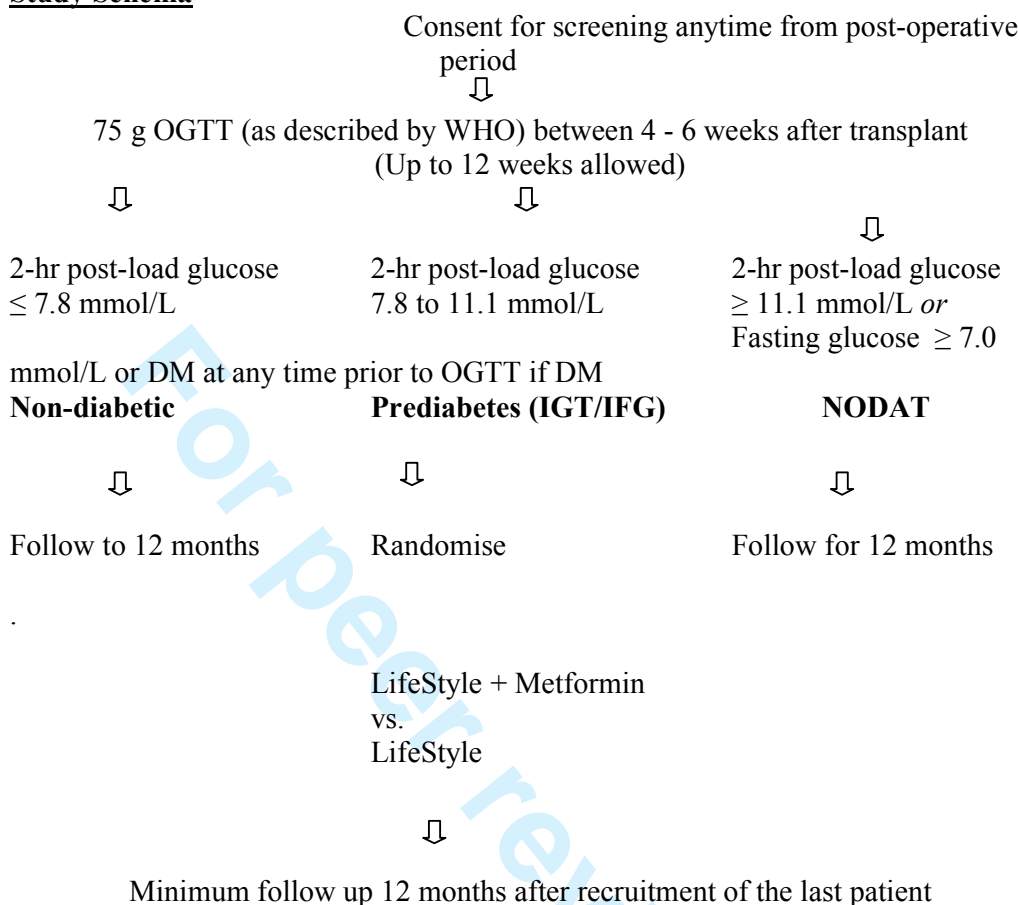 Study Schema
Consent for screening anytime from post-operative
period
⇩
75 g OGTT (as described by WHO) between 4 - 6 weeks after transplant
(Up to 12 weeks allowed)
⇩ ⇩ ⇩
2-hr post-load glucose 2-hr post-load glucose 2-hr post-load glucose
≤ 7.8 mmol/L 7.8 to 11.1 mmol/L ≥ 11.1 mmol/L or
Fasting glucose ≥ 7.0
mmol/L or DM at any time prior to OGTT if DM
Non-diabetic Prediabetes (IGT/IFG) NODAT
⇩ ⇩ ⇩
Follow to 12 months Randomise Follow for 12 months
.
LifeStyle + Metformin
vs.
LifeStyle
⇩
Minimum follow up 12 months after recruitment of the last patient
For peer rev